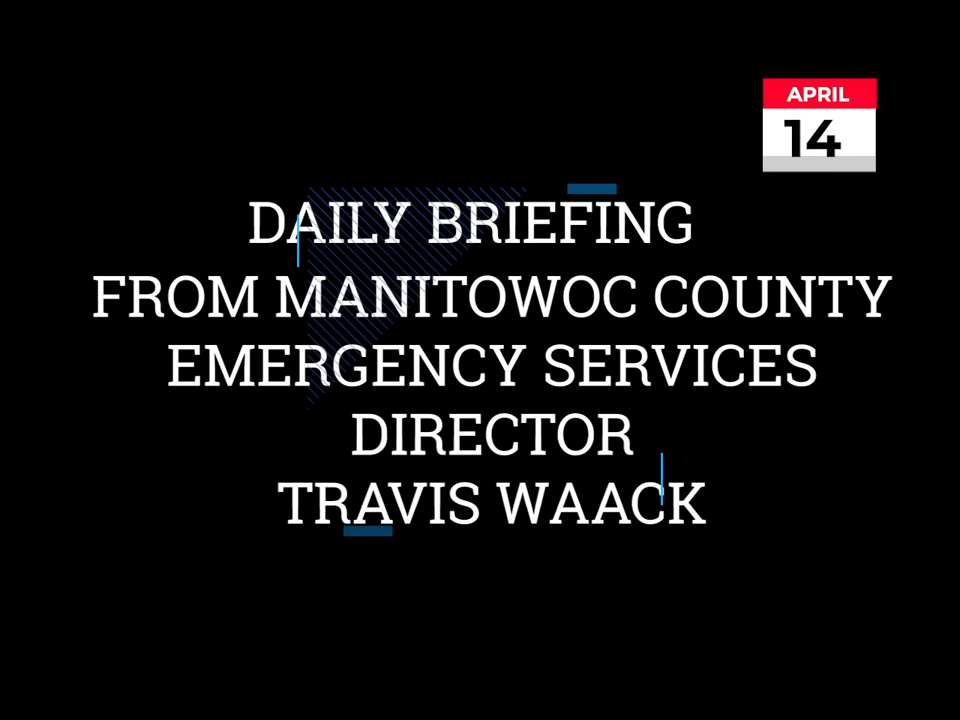 APRIL
14
DAILY BRIEFING
FROM MANITOWOC COUNTY
EMERGENCY SERVICES
DIRECTOR
TRAVIS WAACK